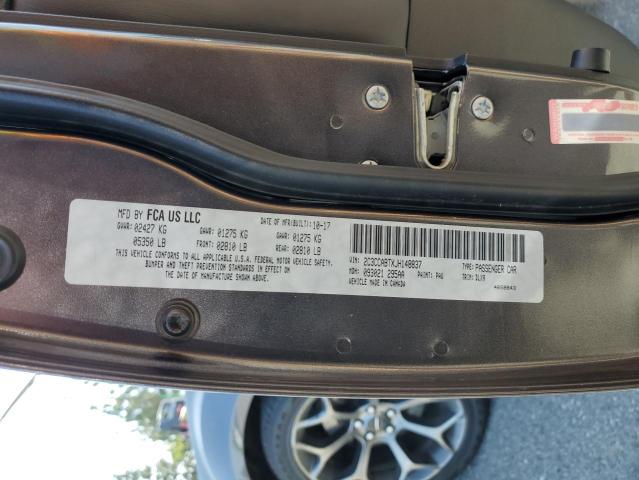 MFD BY FCA US LLC
DATE OF MFR(BUILT): 10-17
GVWR: 02427 KG
GAWR: 01275 KG
GAWR: 01275 KG
05350 LB
FRONT: 02810 LB
REAR: 02810 LB
THIS VEHICLE CONFORMS TO ALL APPLICABLE U.S.A. FEDERAL MOTOR VEHICLE SAFETY,
BUMPER AND THEFT PREVENTION STANDARDS IN EFFECT ON THE
DATE OF MANUFACTURE SHOWN ABOVE.
VIN: 2C3CCABTXJH148837
TYPE: PASSENGER CAR
MDH: 093021 295AA
PAINT: PAU
TRIM: DLX9
VEHICLE MADE IN CANADA